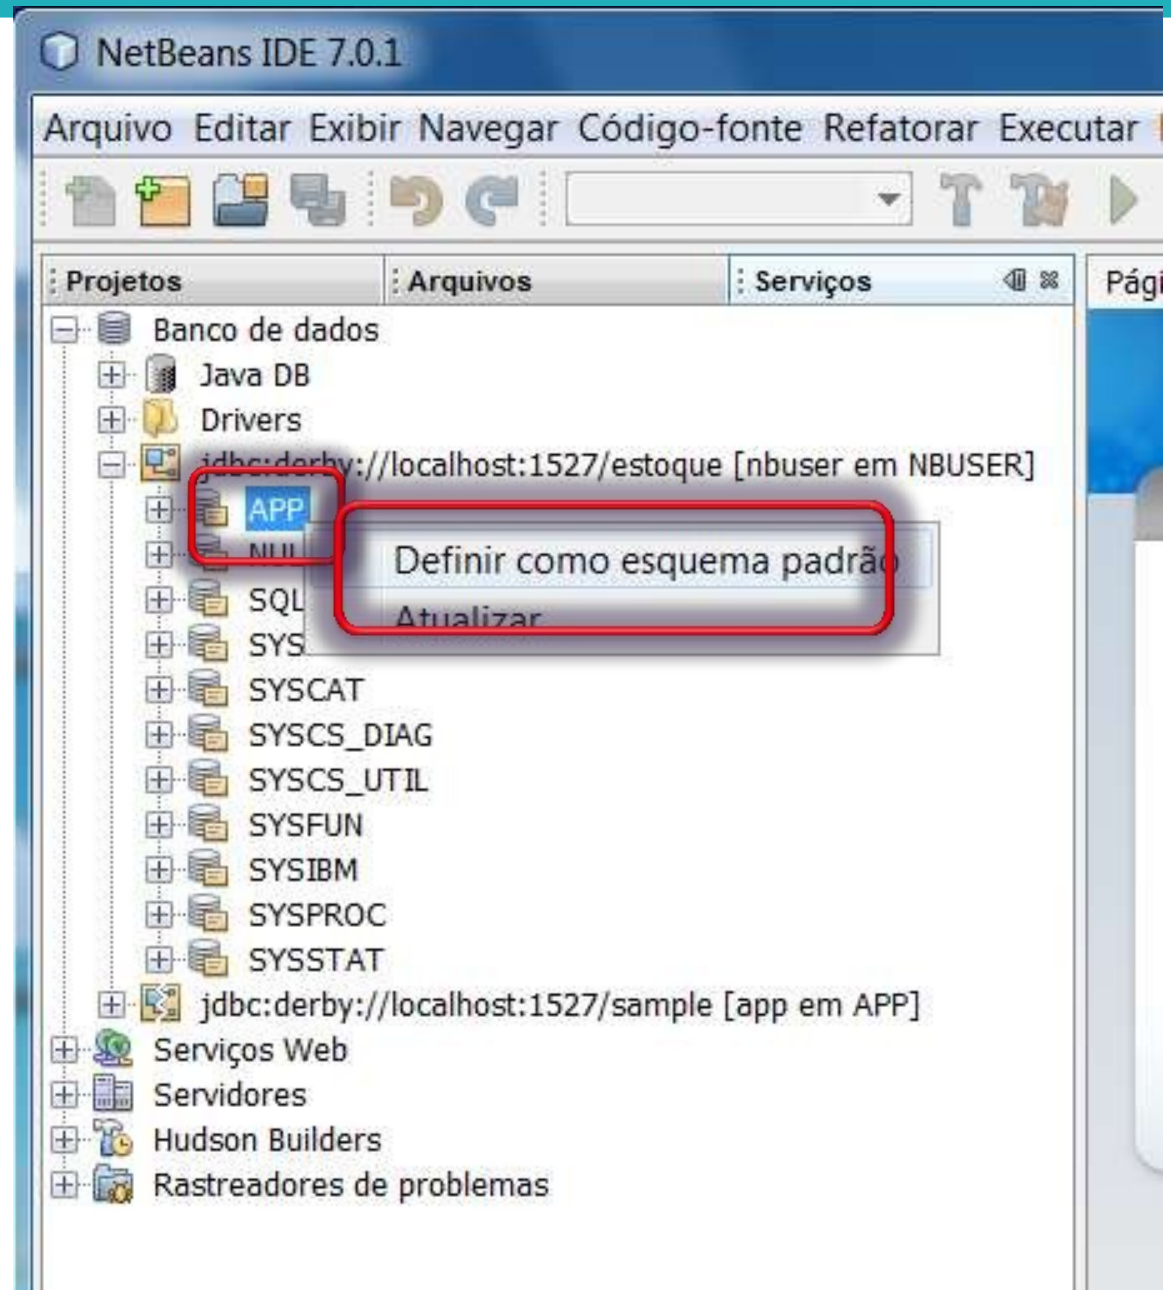 NetBeans IDE 7.0.1
Arquivo Editar Exibir Navegar Código-fonte Refatorar Executar
Projetos Arquivos Serviços Pági
Banco de dados
Java DB
Drivers
jdbc:derby://localhost:1527/estoque [nbuser em NBUSER]
APP
Definir como esquema padrão
SQL
Atualizar
SYS
SYSCAT
SYSCS_DIAG
SYSCS_UTIL
SYSFUN
SYSIBM
SYSPROC
SYSSTAT
jdbc:derby://localhost:1527/sample [app em APP]
Serviços Web
Servidores
Hudson Builders
Rastreadores de problemas